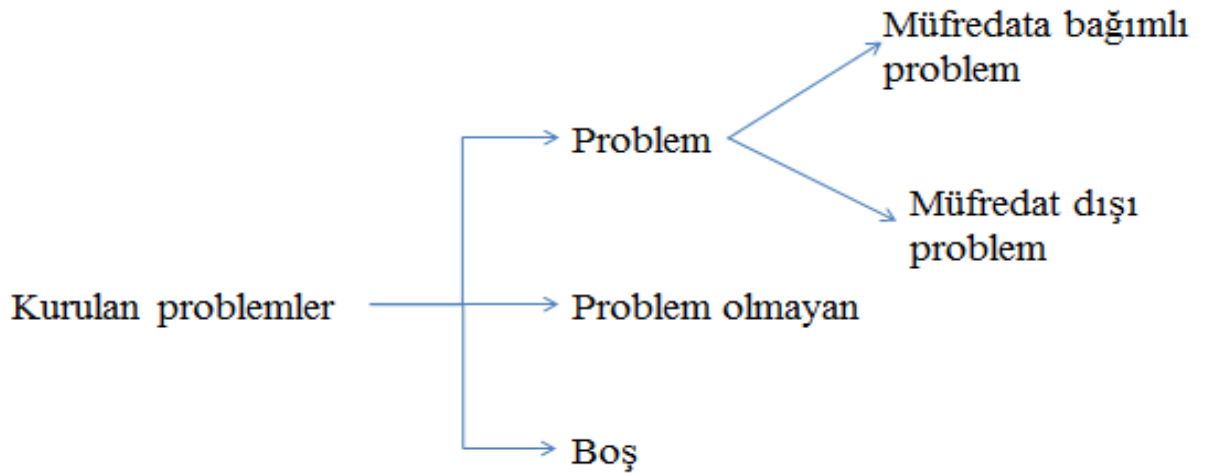 Müfredata bağımlı
problem
Problem
Müfredat dışı
problem
Kurulan problemler
Problem olmayan
Boş